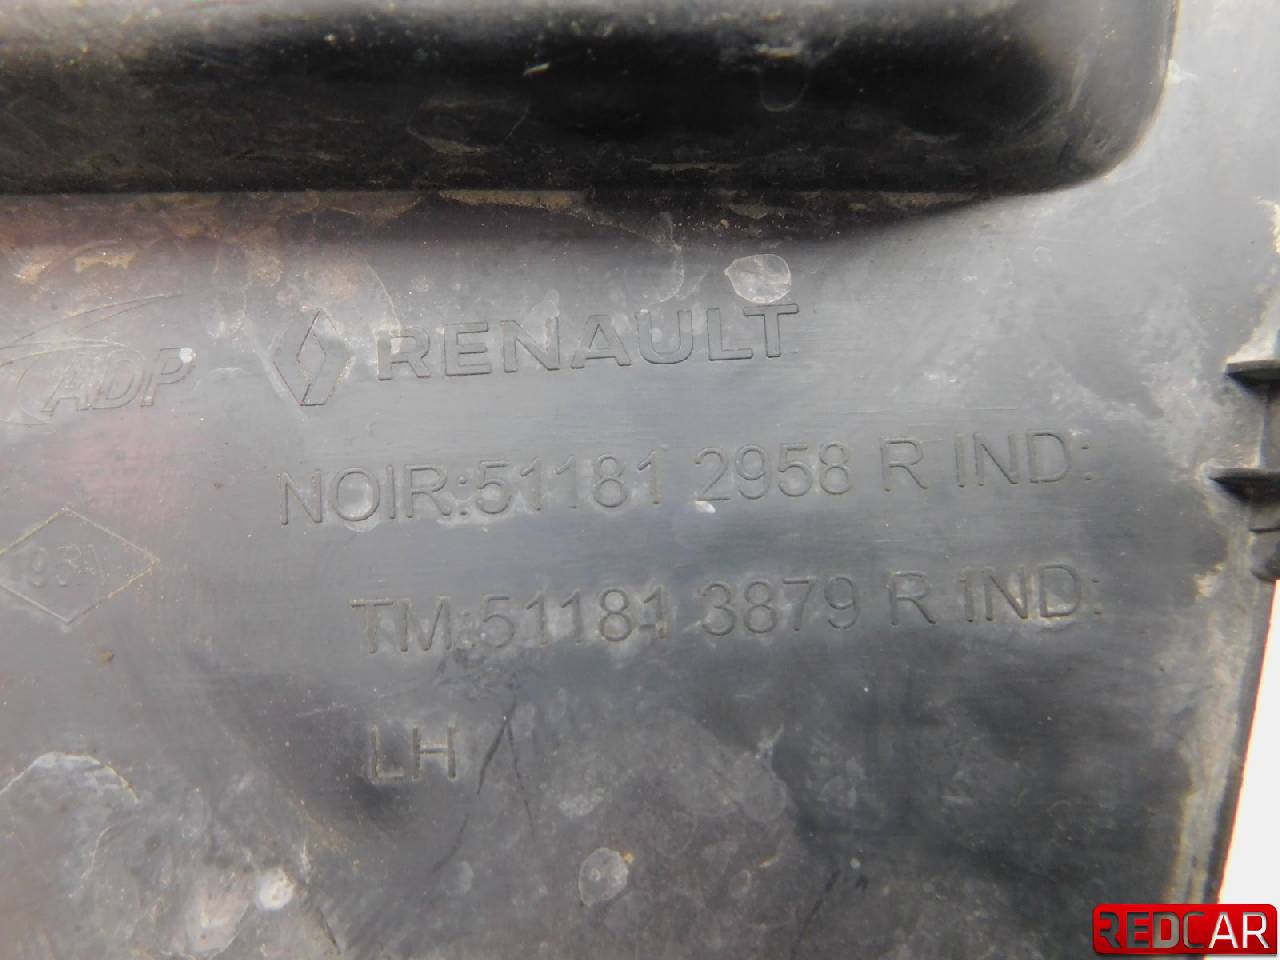 ADP RENAULT
NOIR:51181 2958 R IND:
TM:51181 3879 R IND:
LH
REDCAR